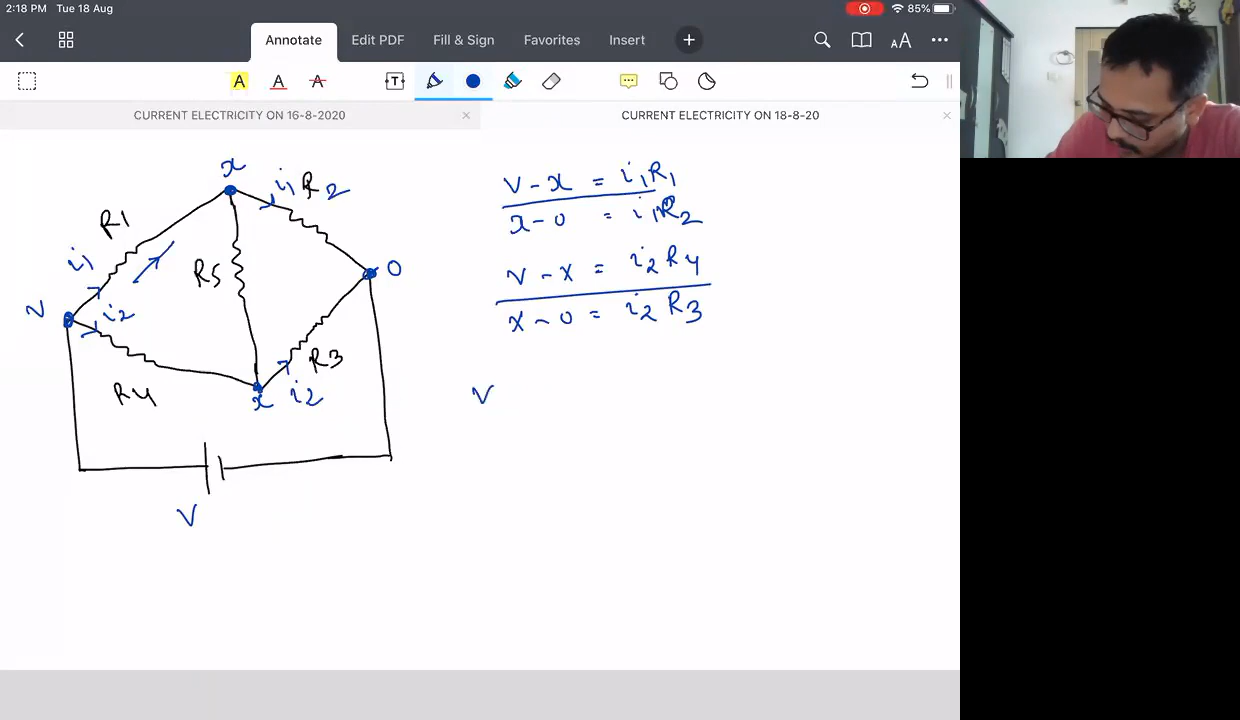 2:18 PM Tue 18 Aug
85%
Annotate Edit PDF Fill & Sign Favorites Insert
A A A T
CURRENT ELECTRICITY ON 16-8-2020
CURRENT ELECTRICITY ON 18-8-20
x
i1 R2
R1
i1
R5
0
V
i2
R3
R4
x i2
V
V - x = i1R1
x - 0 = i1R2
V - x = i2 R4
x - 0 = i2 R3
V